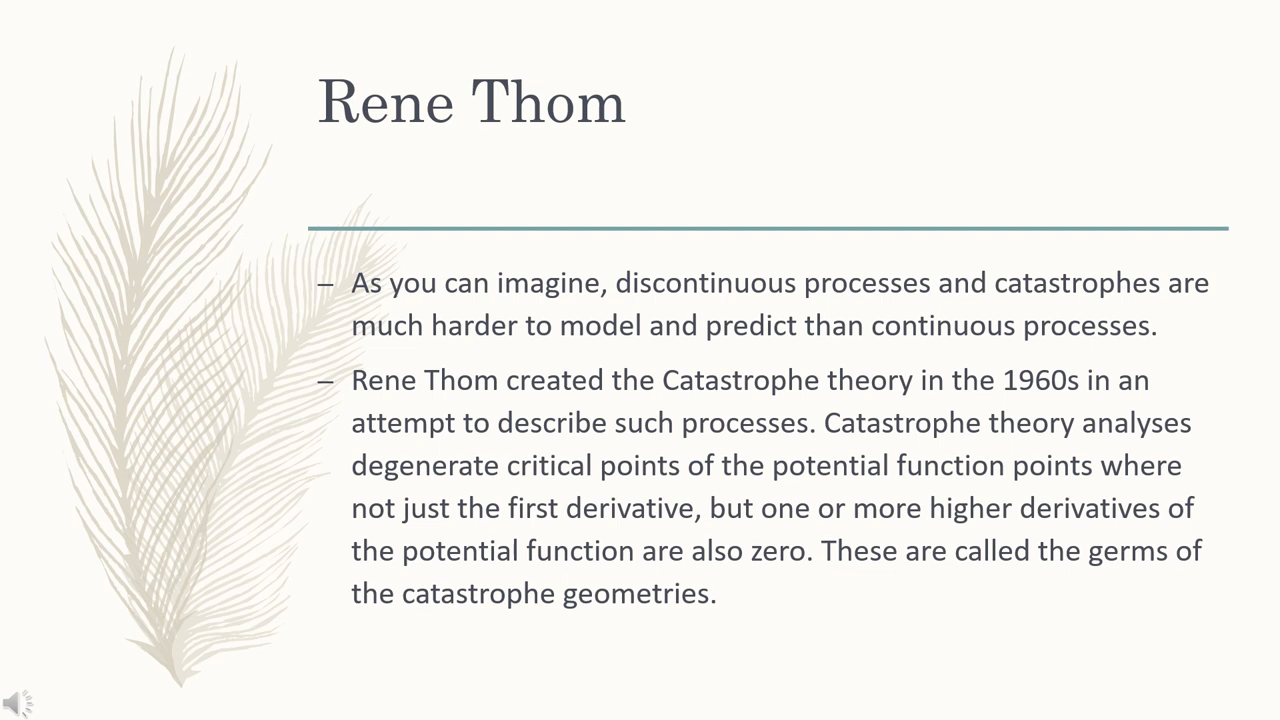 Rene Thom
– As you can imagine, discontinuous processes and catastrophes are
much harder to model and predict than continuous processes.
– Rene Thom created the Catastrophe theory in the 1960s in an
attempt to describe such processes. Catastrophe theory analyses
degenerate critical points of the potential function points where
not just the first derivative, but one or more higher derivatives of
the potential function are also zero. These are called the germs of
the catastrophe geometries.